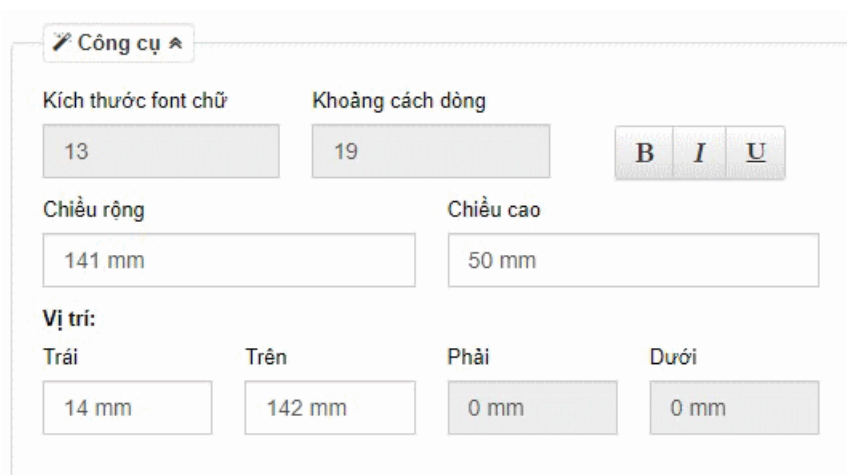 Công cụ
Kích thước font chữ Khoảng cách dòng
13 19 B I U
Chiều rộng Chiều cao
141 mm 50 mm
Vị trí:
Trái Trên Phải Dưới
14 mm 142 mm 0 mm 0 mm